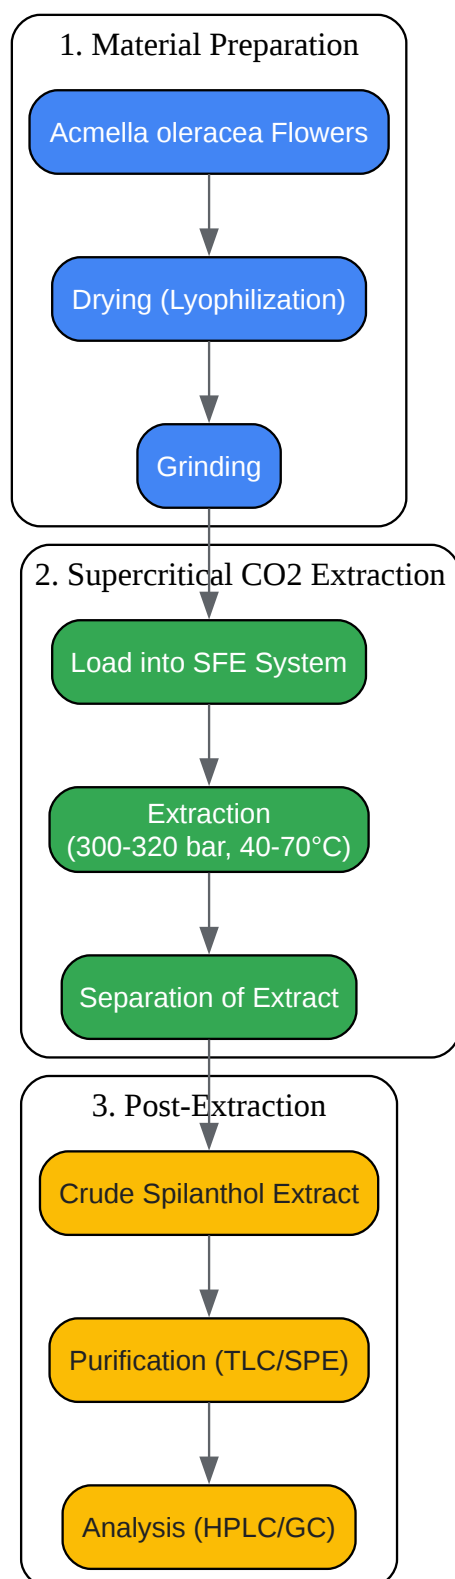 1. Material Preparation
Acmella oleracea Flowers
Drying (Lyophilization)
Grinding
2. Supercritical CO2 Extraction
Load into SFE System
Extraction
(300-320 bar, 40-70°C)
Separation of Extract
3. Post-Extraction
Crude Spilanthol Extract
Purification (TLC/SPE)
Analysis (HPLC/GC)